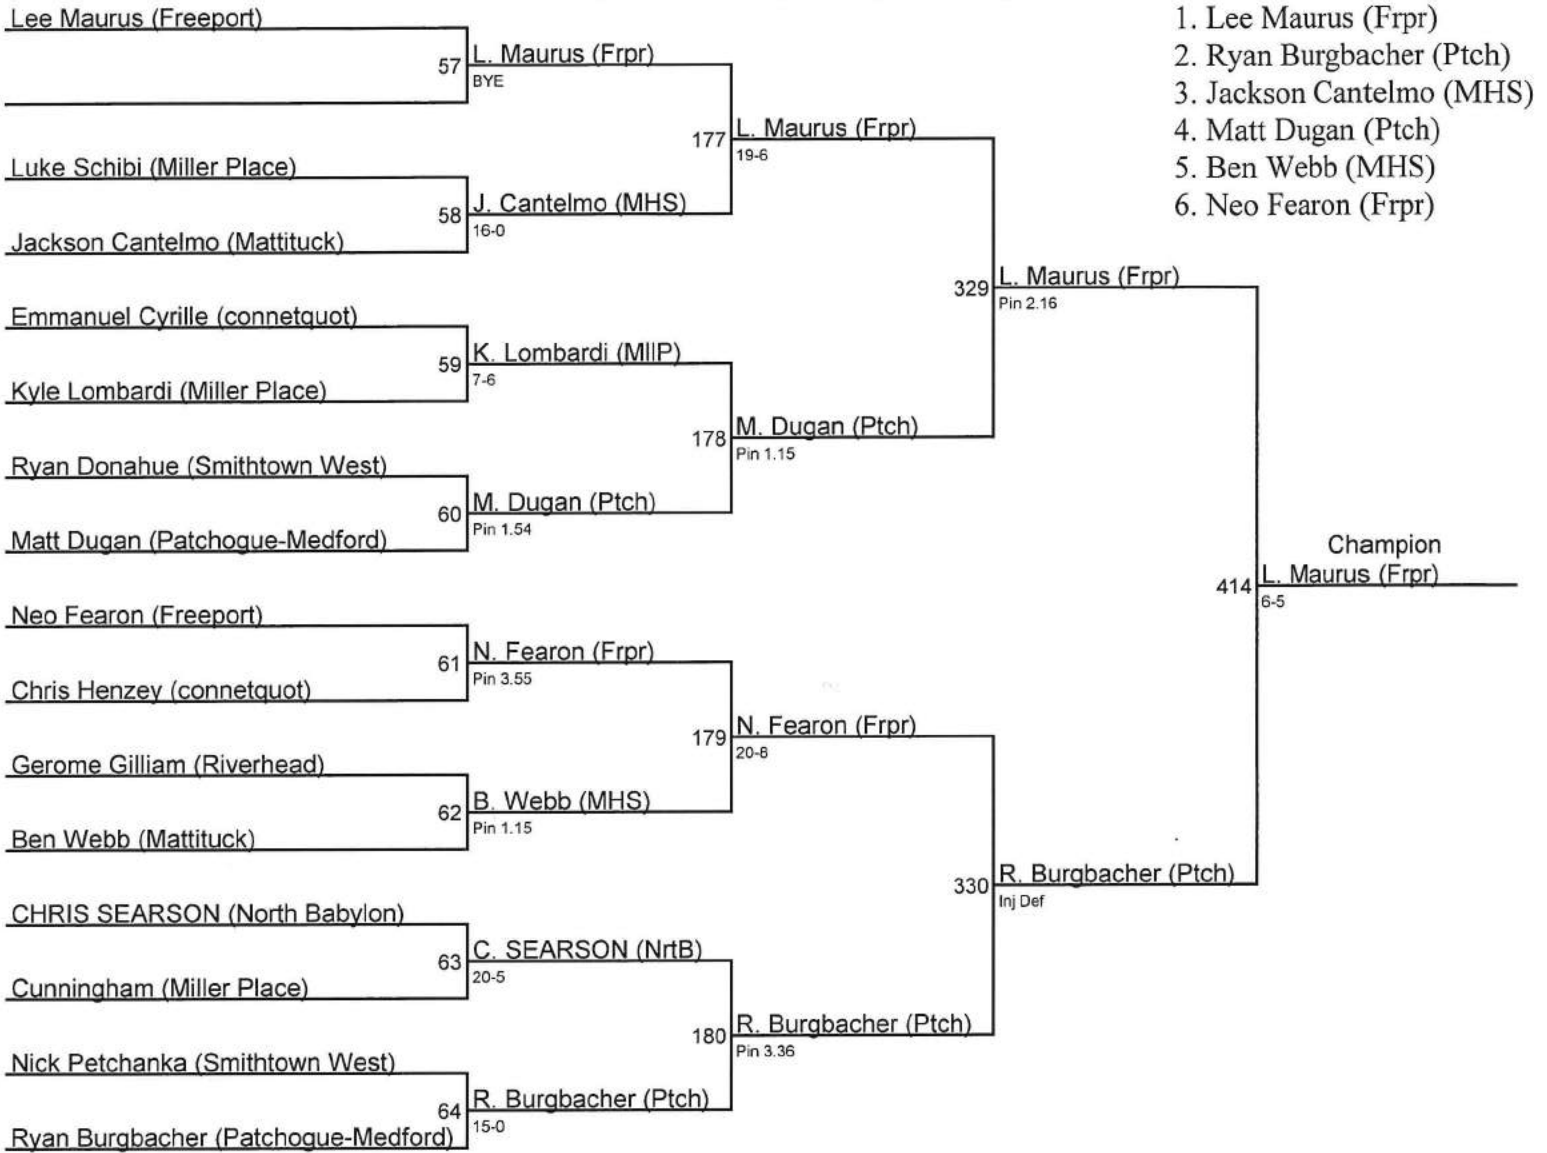 Lee Maurus (Freeport)
57
L. Maurus (Frpr)
BYE
Luke Schibi (Miller Place)
58
J. Cantelmo (MHS)
16-0
Jackson Cantelmo (Mattituck)
177
L. Maurus (Frpr)
19-6
Emmanuel Cyrille (connetquot)
59
K. Lombardi (MIlP)
7-6
Kyle Lombardi (Miller Place)
Ryan Donahue (Smithtown West)
60
M. Dugan (Ptch)
Pin 1.54
Matt Dugan (Patchogue-Medford)
178
M. Dugan (Ptch)
Pin 1.15
329
L. Maurus (Frpr)
Pin 2.16
Neo Fearon (Freeport)
61
N. Fearon (Frpr)
Pin 3.55
Chris Henzey (connetquot)
Gerome Gilliam (Riverhead)
62
B. Webb (MHS)
Pin 1.15
Ben Webb (Mattituck)
179
N. Fearon (Frpr)
20-8
CHRIS SEARSON (North Babylon)
63
C. SEARSON (NrtB)
20-5
Cunningham (Miller Place)
Nick Petchanka (Smithtown West)
64
R. Burgbacher (Ptch)
15-0
Ryan Burgbacher (Patchogue-Medford)
180
R. Burgbacher (Ptch)
Pin 3.36
330
R. Burgbacher (Ptch)
Inj Def
Champion
414
L. Maurus (Frpr)
6-5
1. Lee Maurus (Frpr)
2. Ryan Burgbacher (Ptch)
3. Jackson Cantelmo (MHS)
4. Matt Dugan (Ptch)
5. Ben Webb (MHS)
6. Neo Fearon (Frpr)